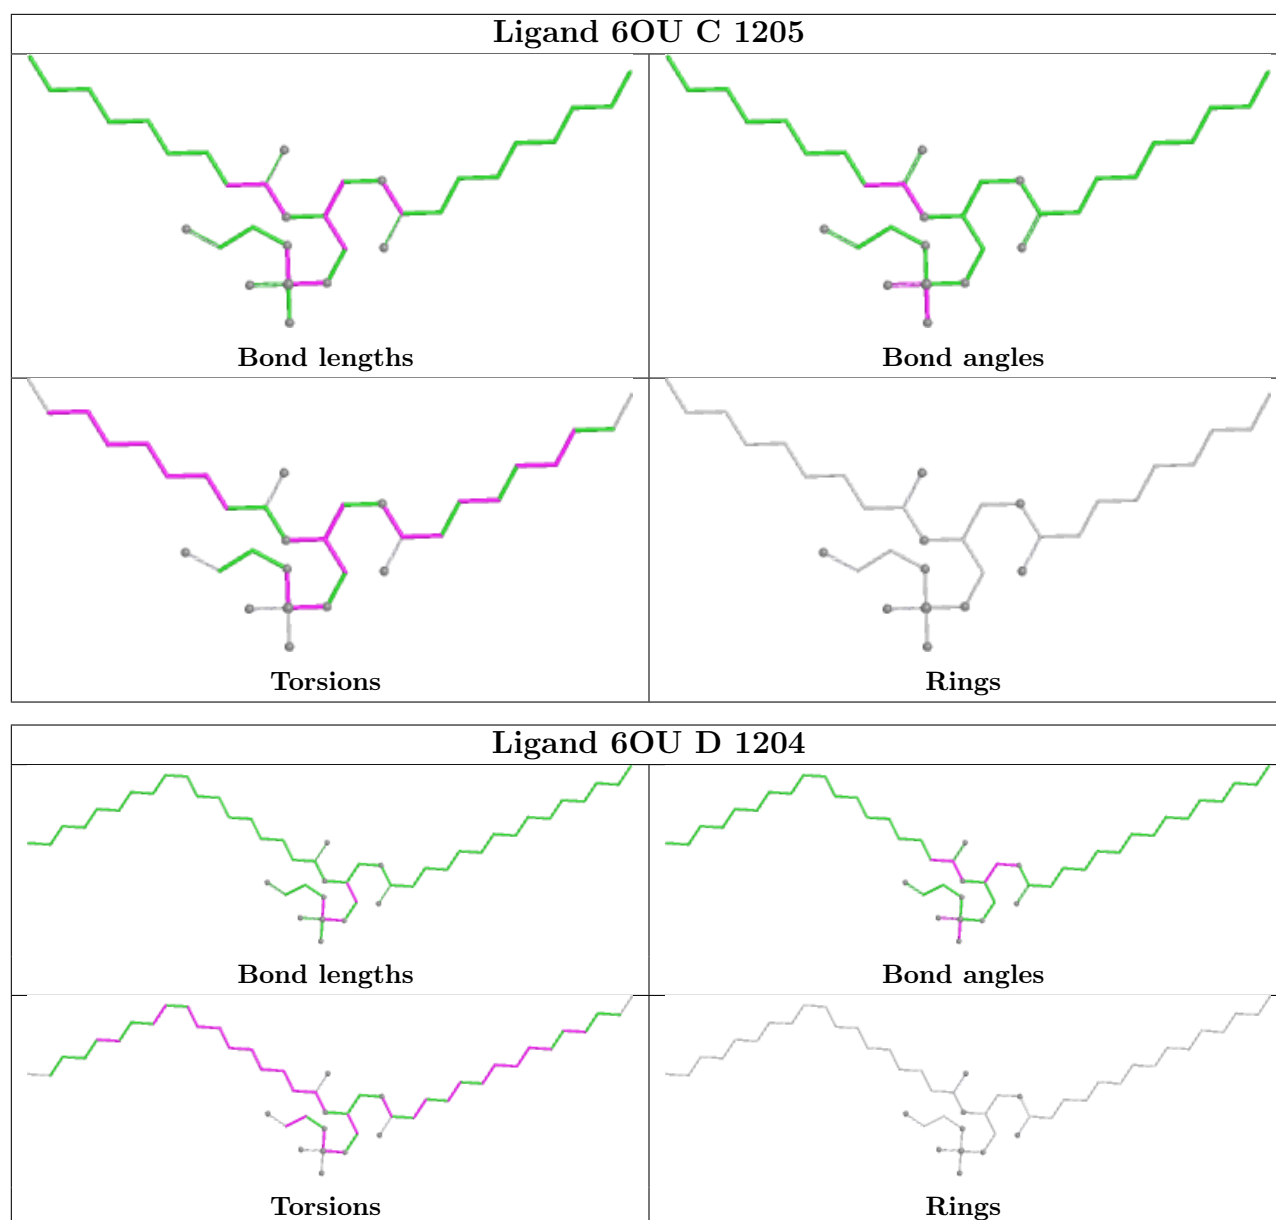 Ligand 6OU C 1205
Bond lengths
Bond angles
Torsions
Rings
Ligand 6OU D 1204
Bond lengths
Bond angles
Torsions
Rings